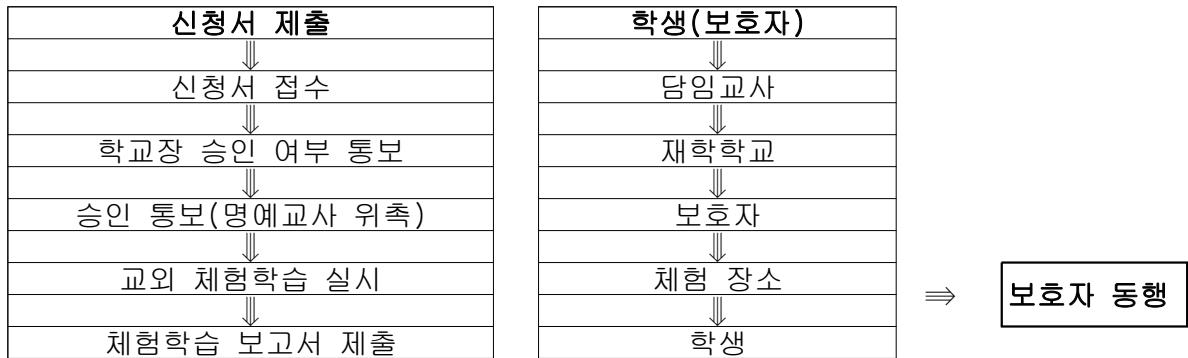 신청서 제출
⇓
신청서 접수
⇓
학교장 승인 여부 통보
⇓
승인 통보(명예교사 위촉)
⇓
교외 체험학습 실시
⇓
체험학습 보고서 제출
학생(보호자)
⇓
담임교사
⇓
재학학교
⇓
보호자
⇓
체험 장소
⇓
학생
⇒
보호자 동행